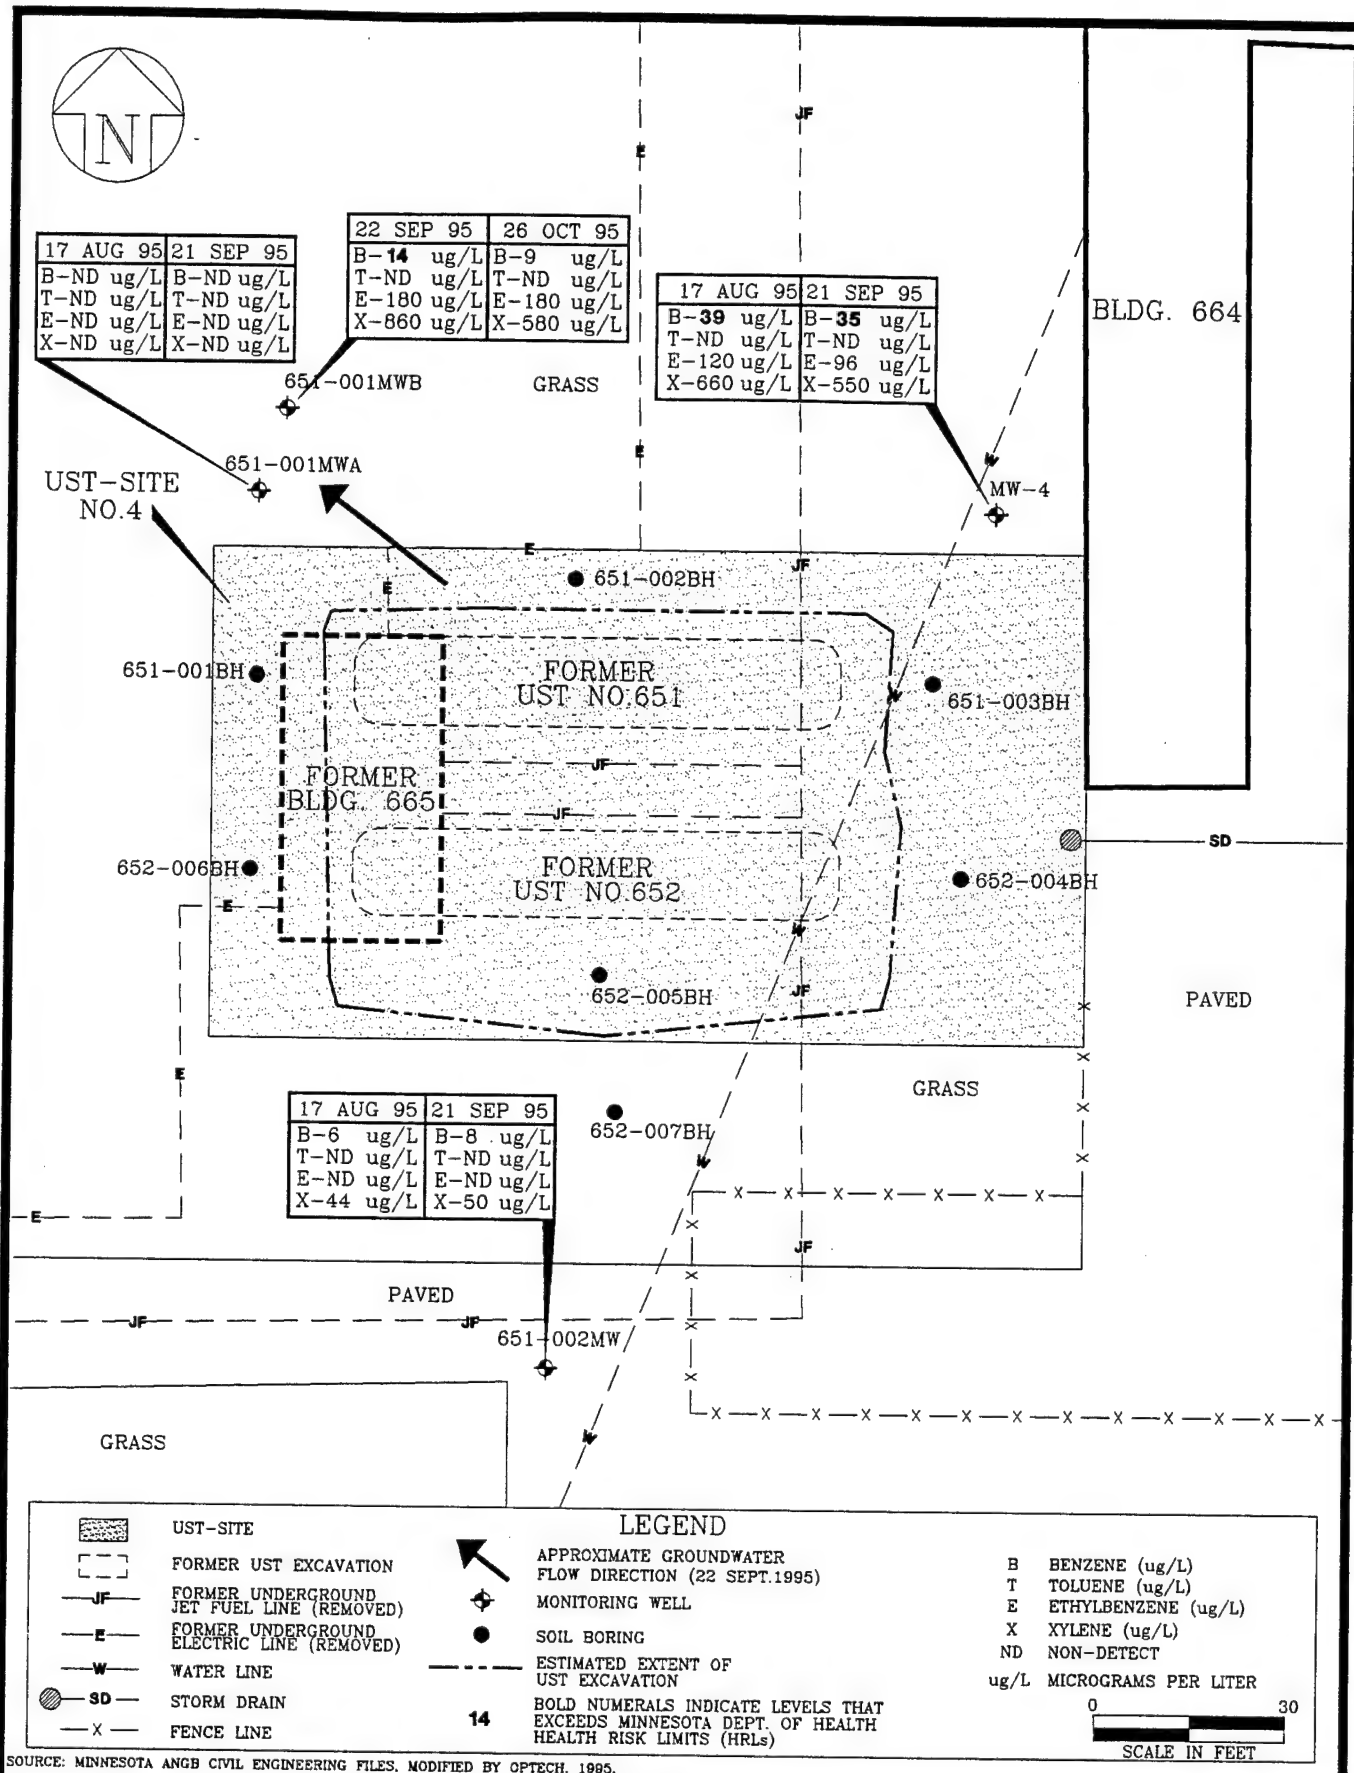 N
JF
E
22 SEP 95 26 OCT 95
B-14 ug/L B-9 ug/L
T-ND ug/L T-ND ug/L
E-180 ug/L E-180 ug/L
X-860 ug/L X-580 ug/L
17 AUG 95 21 SEP 95
B-ND ug/L B-ND ug/L
T-ND ug/L T-ND ug/L
E-ND ug/L E-ND ug/L
X-ND ug/L X-ND ug/L
17 AUG 95 21 SEP 95
B-39 ug/L B-35 ug/L
T-ND ug/L T-ND ug/L
E-120 ug/L E-96 ug/L
X-660 ug/L X-550 ug/L
BLDG. 664
651-001MWB
GRASS
E
W
651-001MWA
UST-SITE
NO.4
MW-4
E
JF
E
651-002BH
651-001BH
FORMER
UST NO.651
W
651-003BH
JF
FORMER
BLDG. 665
JF
SD
652-006BH
FORMER
UST NO.652
652-004BH
E
W
652-005BH
JF
PAVED
X
X
E
GRASS
X
17 AUG 95 21 SEP 95
B-6 ug/L B-8 ug/L
T-ND ug/L T-ND ug/L
E-ND ug/L E-ND ug/L
X-44 ug/L X-50 ug/L
652-007BH
X
W
X X X X X X X
E
X
JF
X
PAVED
JF JF
X
651-002MW
X
X X X X X X X X X X X X X
W
GRASS
LEGEND
UST-SITE
FORMER UST EXCAVATION
JF FORMER UNDERGROUND
JET FUEL LINE (REMOVED)
E FORMER UNDERGROUND
ELECTRIC LINE (REMOVED)
W WATER LINE
SD STORM DRAIN
X FENCE LINE
APPROXIMATE GROUNDWATER
FLOW DIRECTION (22 SEPT.1995)
MONITORING WELL
SOIL BORING
ESTIMATED EXTENT OF
UST EXCAVATION
14 BOLD NUMERALS INDICATE LEVELS THAT
EXCEEDS MINNESOTA DEPT. OF HEALTH
HEALTH RISK LIMITS (HRLs)
B BENZENE (ug/L)
T TOLUENE (ug/L)
E ETHYLBENZENE (ug/L)
X XYLENE (ug/L)
ND NON-DETECT
ug/L MICROGRAMS PER LITER
0 30
SCALE IN FEET
SOURCE: MINNESOTA ANGB CIVIL ENGINEERING FILES, MODIFIED BY OPTECH, 1995.